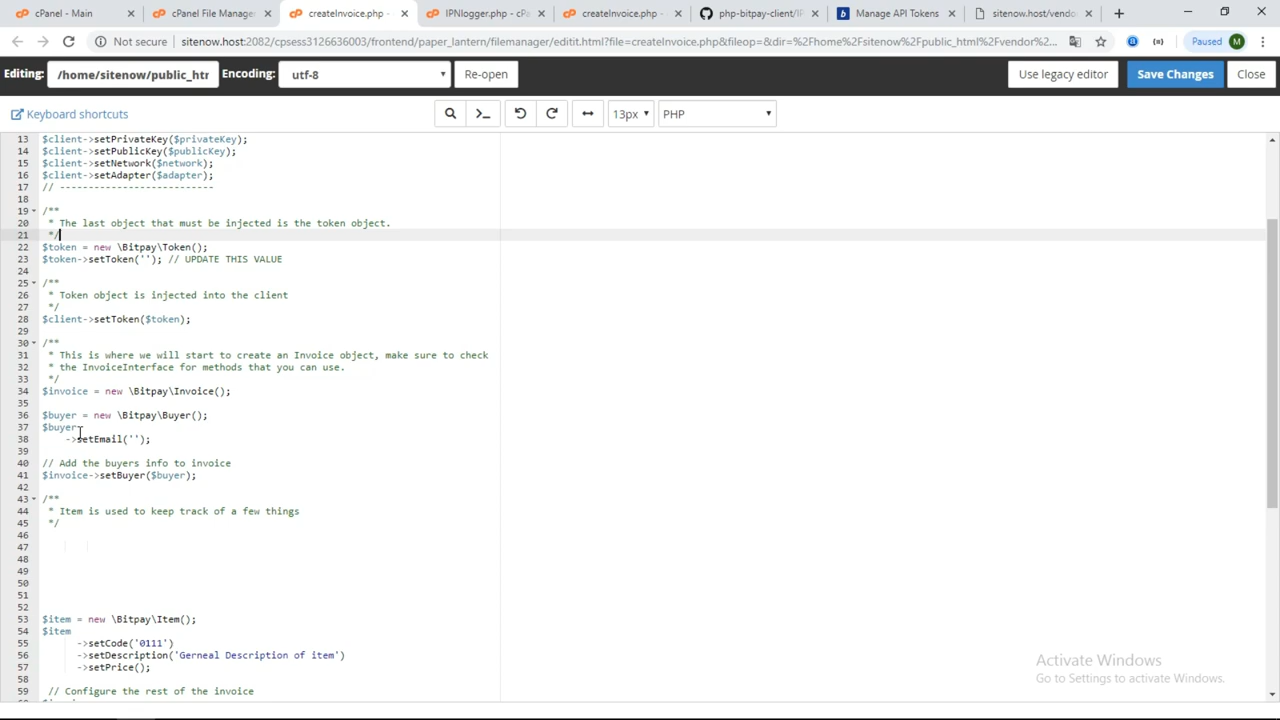 cPanel - Main
cPanel File Manager
createInvoice.php -
IPNlogger.php - cPa
createInvoice.php -
php-bitpay-client/IP
Manage API Tokens
sitenow.host/vendo
Not secure
sitenow.host:2082/cpsess3126636003/frontend/paper_lantern/filemanager/editit.html?file=createInvoice.php&fileop=&dir=%2Fhome%2Fsitenow%2Fpublic_html%2Fvendor%2...
Paused
M
Editing:
/home/sitenow/public_htr
Encoding:
utf-8
Re-open
Use legacy editor
Save Changes
Close
Keyboard shortcuts
13px
PHP
13 $client->setPrivateKey($privateKey);
14 $client->setPublicKey($publicKey);
15 $client->setNetwork($network);
16 $client->setAdapter($adapter);
17 // ---------------------------
18
19 /**
20 * The last object that must be injected is the token object.
21 */
22 $token = new \Bitpay\Token();
23 $token->setToken(''); // UPDATE THIS VALUE
24
25 /**
26 * Token object is injected into the client
27 */
28 $client->setToken($token);
29
30 /**
31 * This is where we will start to create an Invoice object, make sure to check
32 * the InvoiceInterface for methods that you can use.
33 */
34 $invoice = new \Bitpay\Invoice();
35
36 $buyer = new \Bitpay\Buyer();
37 $buyer
38 ->setEmail('');
39
40 // Add the buyers info to invoice
41 $invoice->setBuyer($buyer);
42
43 /**
44 * Item is used to keep track of a few things
45 */
46
47
48
49
50
51
52
53 $item = new \Bitpay\Item();
54 $item
55 ->setCode('0111')
56 ->setDescription('Gerneal Description of item')
57 ->setPrice();
58
59 // Configure the rest of the invoice
Activate Windows
Go to Settings to activate Windows.